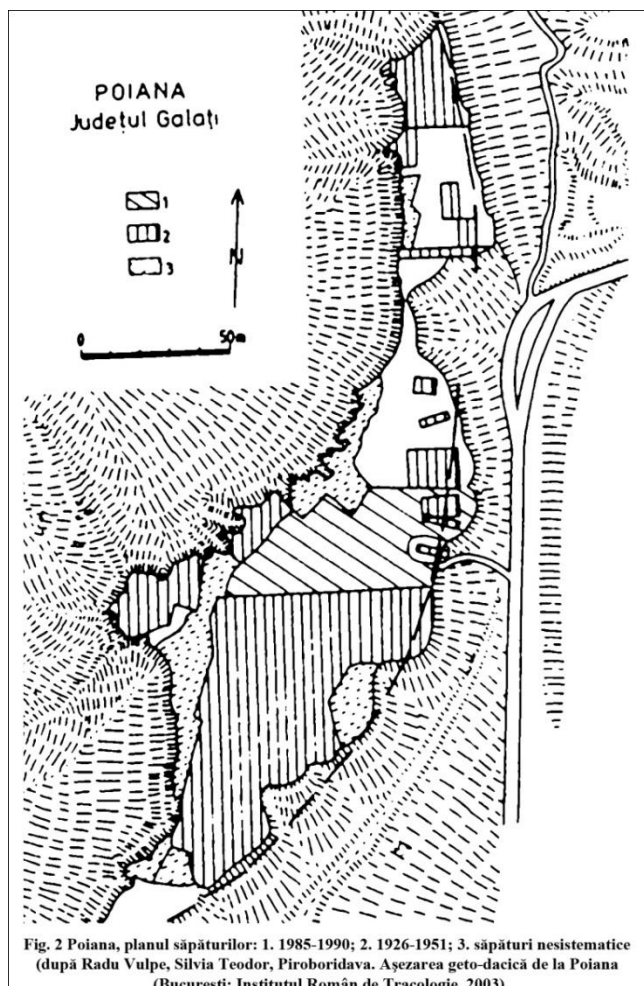 POIANA
Județul Galați
1
2
3
N
0 50m
Fig. 2 Poiana, planul săpăturilor: 1. 1985-1990; 2. 1926-1951; 3. săpături nesistematice
(după Radu Vulpe, Silvia Teodor, Piroboridava. Așezarea geto-dacică de la Poiana
(București: Institutul Român de Tracologie, 2003)